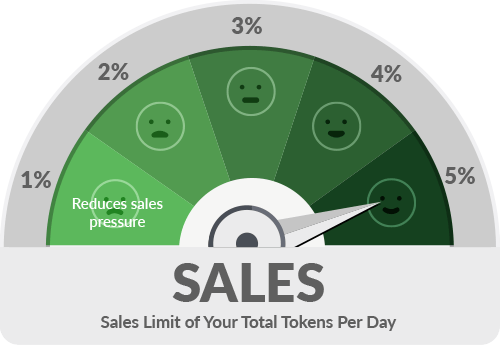 3%
2%
4%
1%
5%
Reduces sales
pressure
SALES
Sales Limit of Your Total Tokens Per Day